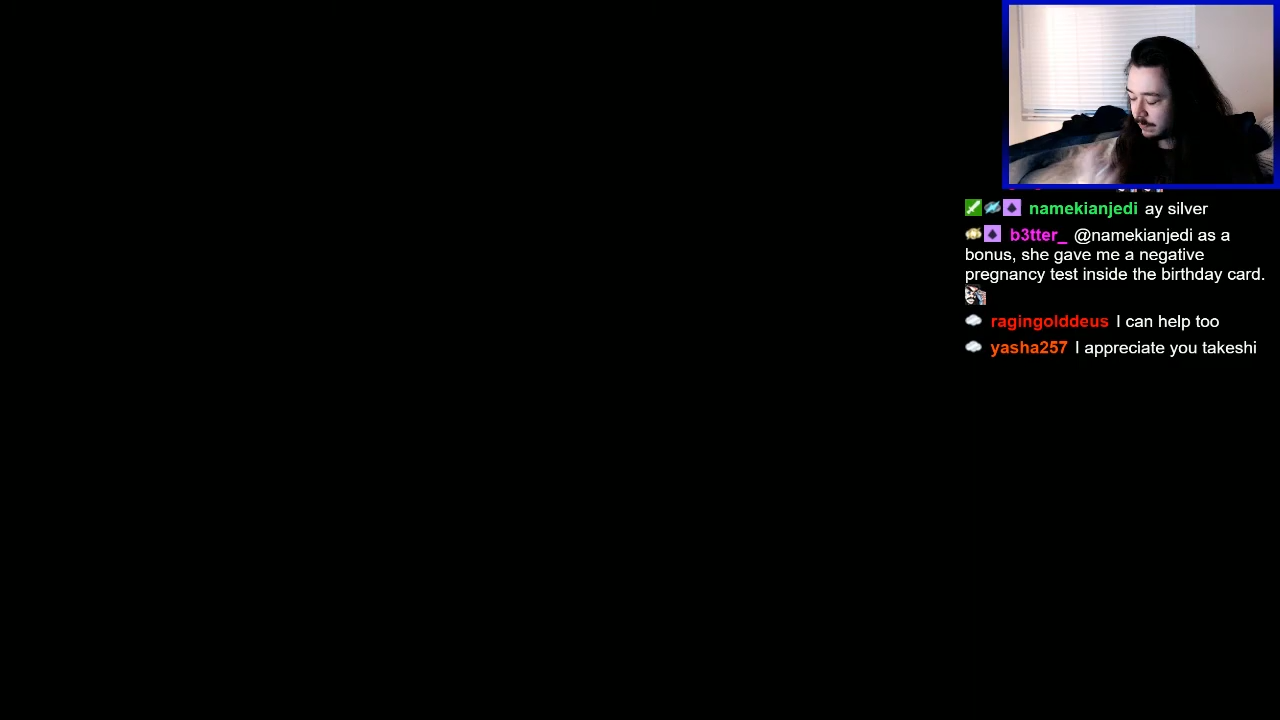 namekianjedi ay silver
b3tter_ @namekianjedi as a
bonus, she gave me a negative
pregnancy test inside the birthday card.
ragingolddeus I can help too
yasha257 I appreciate you takeshi